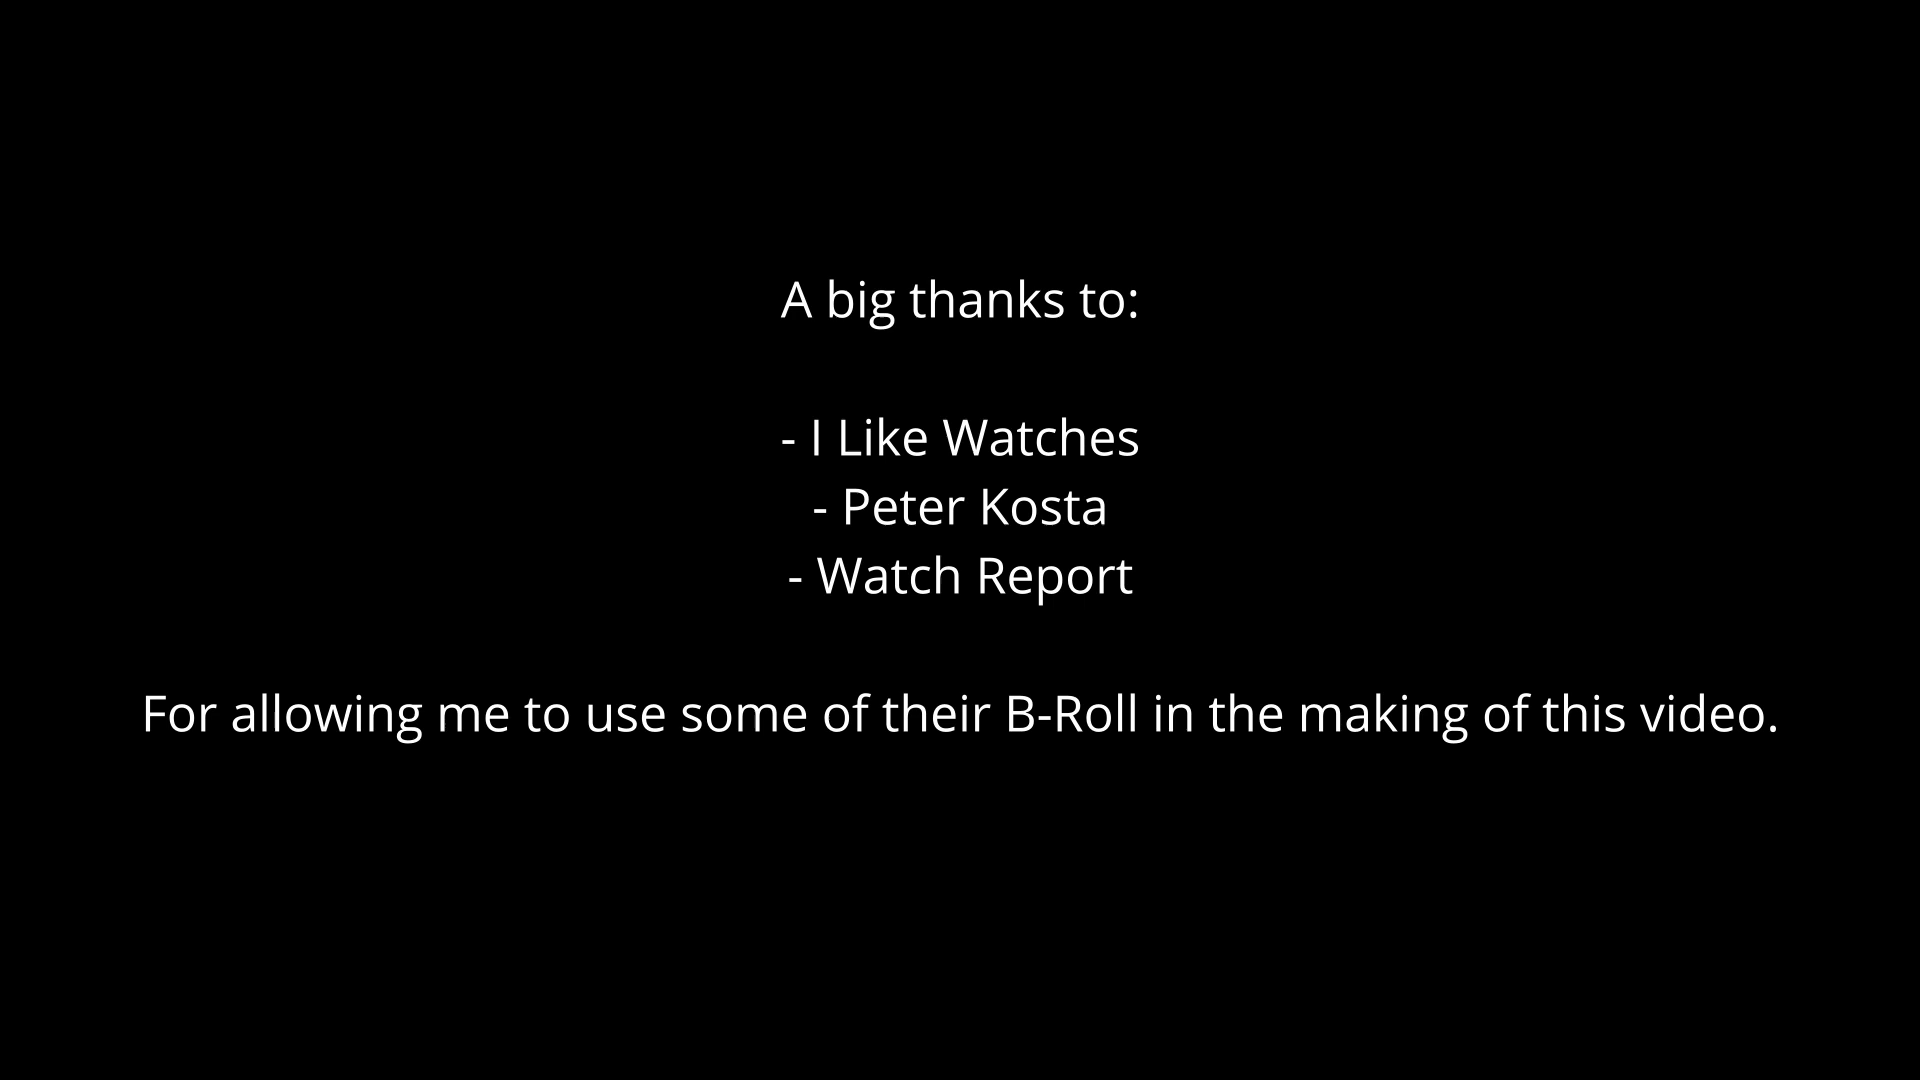 A big thanks to:
- I Like Watches
- Peter Kosta
- Watch Report
For allowing me to use some of their B-Roll in the making of this video.